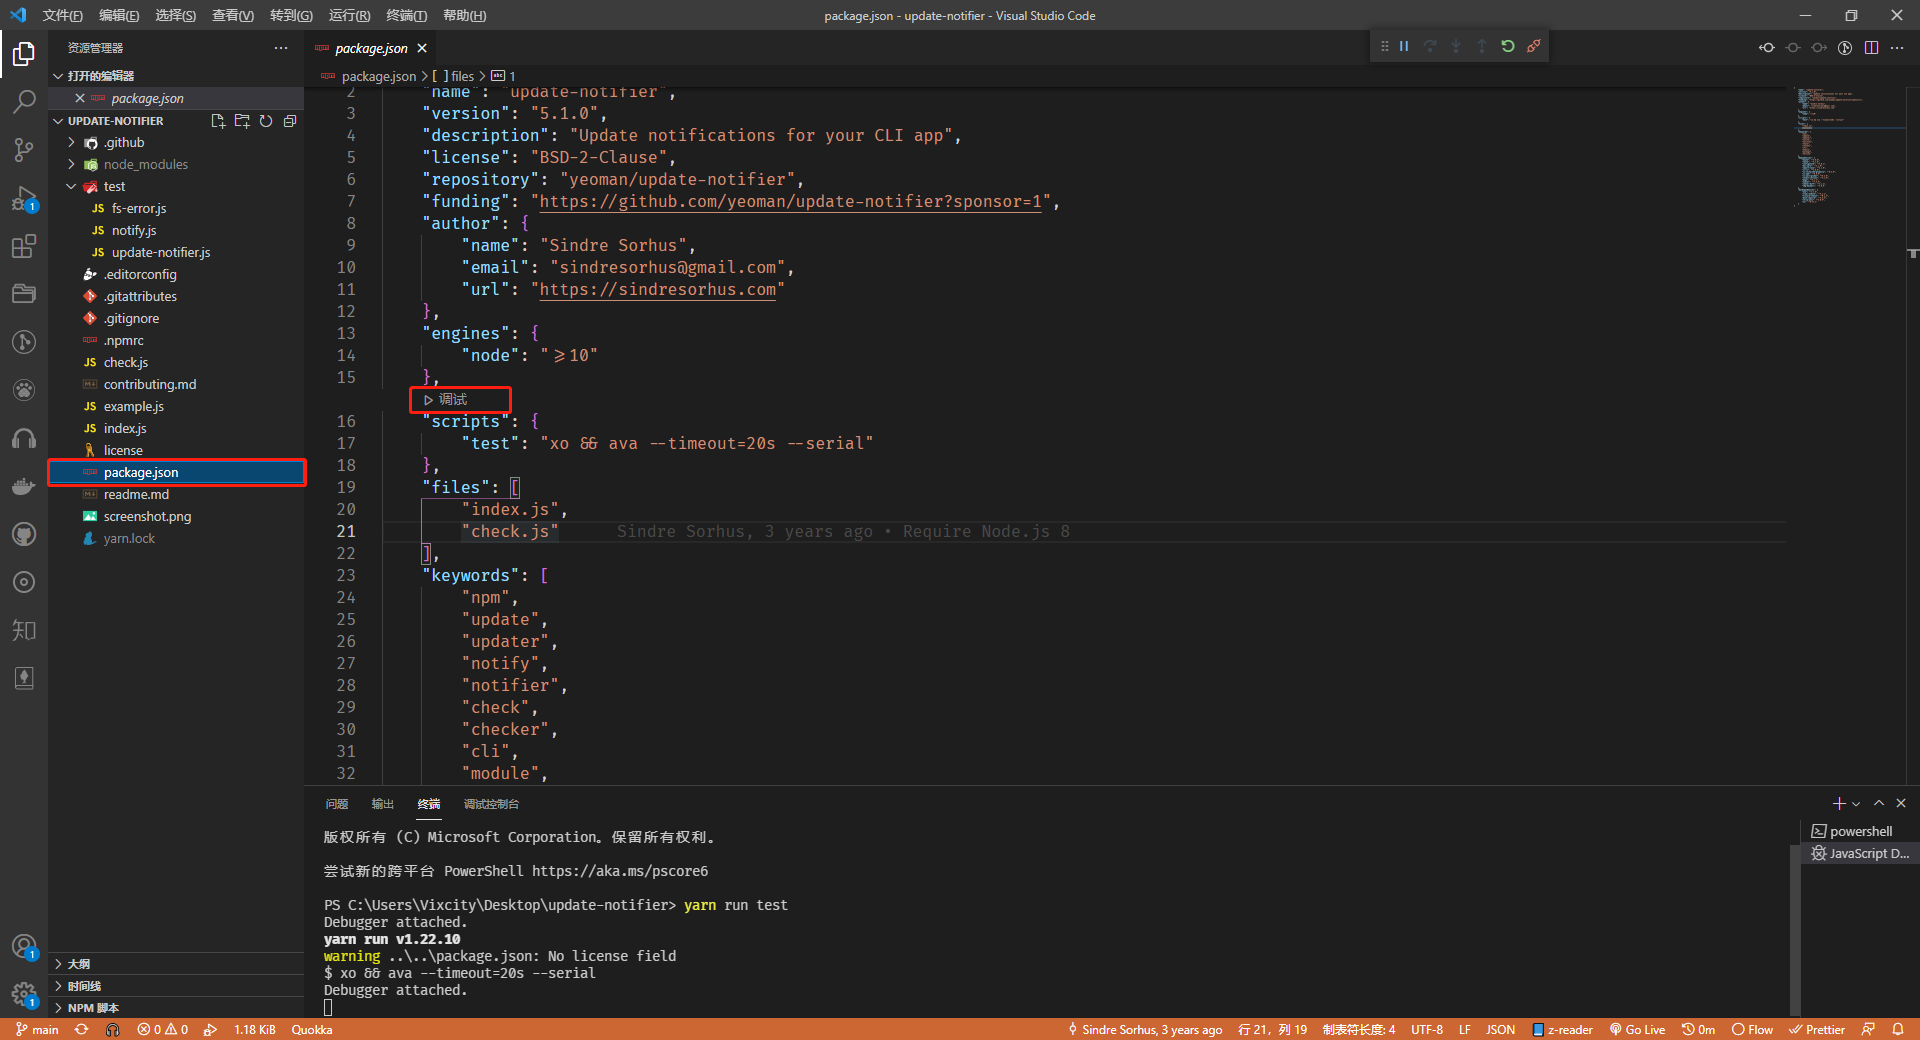 文件(F) 编辑(E) 选择(S) 查看(V) 转到(G) 运行(R) 终端(T) 帮助(H)
package.json - update-notifier - Visual Studio Code
资源管理器
打开的编辑器
package.json
UPDATE-NOTIFIER
.github
node_modules
test
fs-error.js
notify.js
update-notifier.js
.editorconfig
.gitattributes
.gitignore
.npmrc
check.js
contributing.md
example.js
index.js
license
package.json
readme.md
screenshot.png
yarn.lock
大纲
时间线
NPM 脚本
知
1
1
1
package.json
package.json > [ ] files > abc 1
2 "name": "update-notifier",
3 "version": "5.1.0",
4 "description": "Update notifications for your CLI app",
5 "license": "BSD-2-Clause",
6 "repository": "yeoman/update-notifier",
7 "funding": "https://github.com/yeoman/update-notifier?sponsor=1",
8 "author": {
9 "name": "Sindre Sorhus",
10 "email": "sindresorhus@gmail.com",
11 "url": "https://sindresorhus.com"
12 },
13 "engines": {
14 "node": ">=10"
15 },
调试
16 "scripts": {
17 "test": "xo && ava --timeout=20s --serial"
18 },
19 "files": [
20 "index.js",
21 "check.js" Sindre Sorhus, 3 years ago • Require Node.js 8
22 ],
23 "keywords": [
24 "npm",
25 "update",
26 "updater",
27 "notify",
28 "notifier",
29 "check",
30 "checker",
31 "cli",
32 "module",
问题 输出 终端 调试控制台
版权所有 (C) Microsoft Corporation。保留所有权利。
尝试新的跨平台 PowerShell https://aka.ms/pscore6
PS C:\Users\Vixcity\Desktop\update-notifier> yarn run test
Debugger attached.
yarn run v1.22.10
warning ..\..\package.json: No license field
$ xo && ava --timeout=20s --serial
Debugger attached.
powershell
JavaScript D...
main 0 0 1.18 KiB Quokka Sindre Sorhus, 3 years ago 行 21，列 19 制表符长度: 4 UTF-8 LF JSON z-reader Go Live 0m Flow Prettier